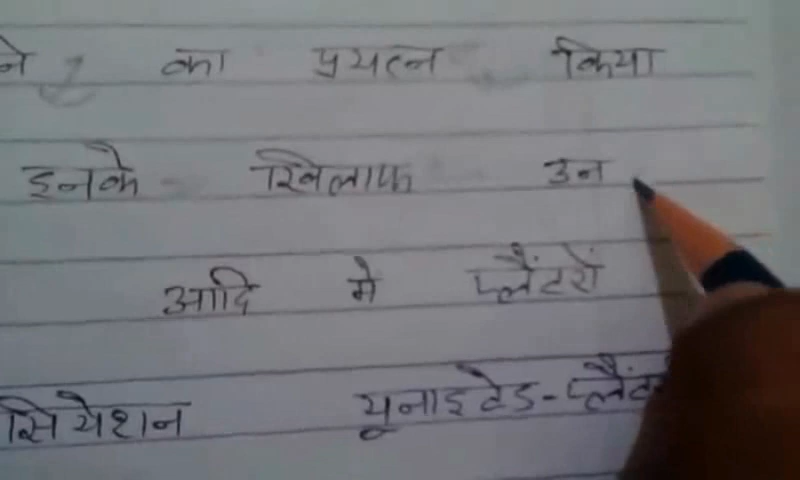 ने का प्रयत्न किया
इनके खिलाफ उन
आदि मे प्लैंटरों
सियेशन यूनाइटेड-प्लैंट